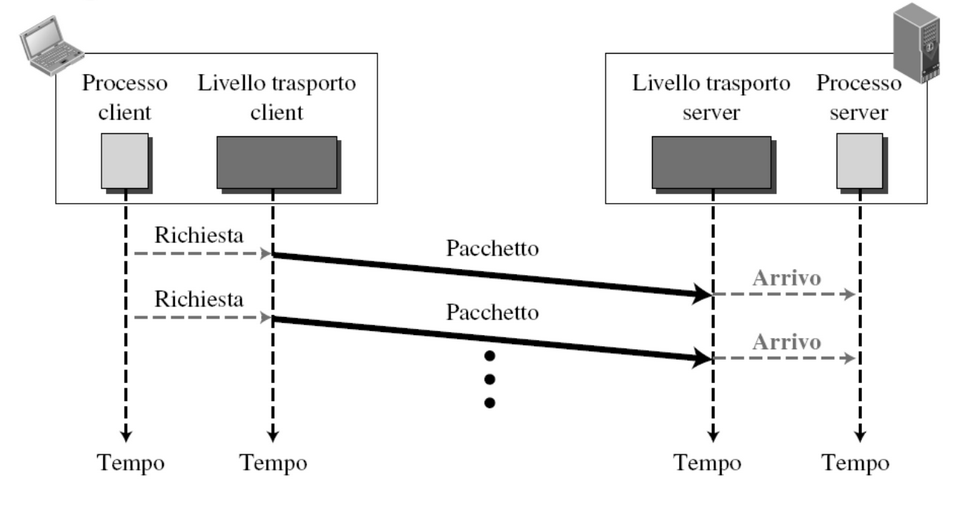 Processo
client
Livello trasporto
client
Livello trasporto
server
Processo
server
Richiesta
Pacchetto
Arrivo
Richiesta
Pacchetto
Arrivo
Tempo
Tempo
Tempo
Tempo